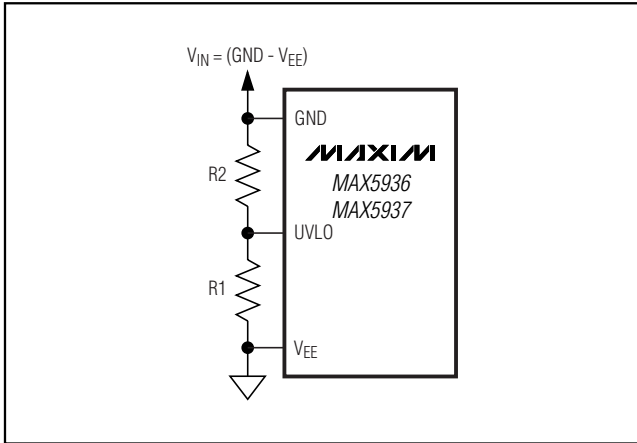 V_IN = (GND - V_EE)
GND
MAXIM
R2
MAX5936
MAX5937
UVLO
R1
V_EE